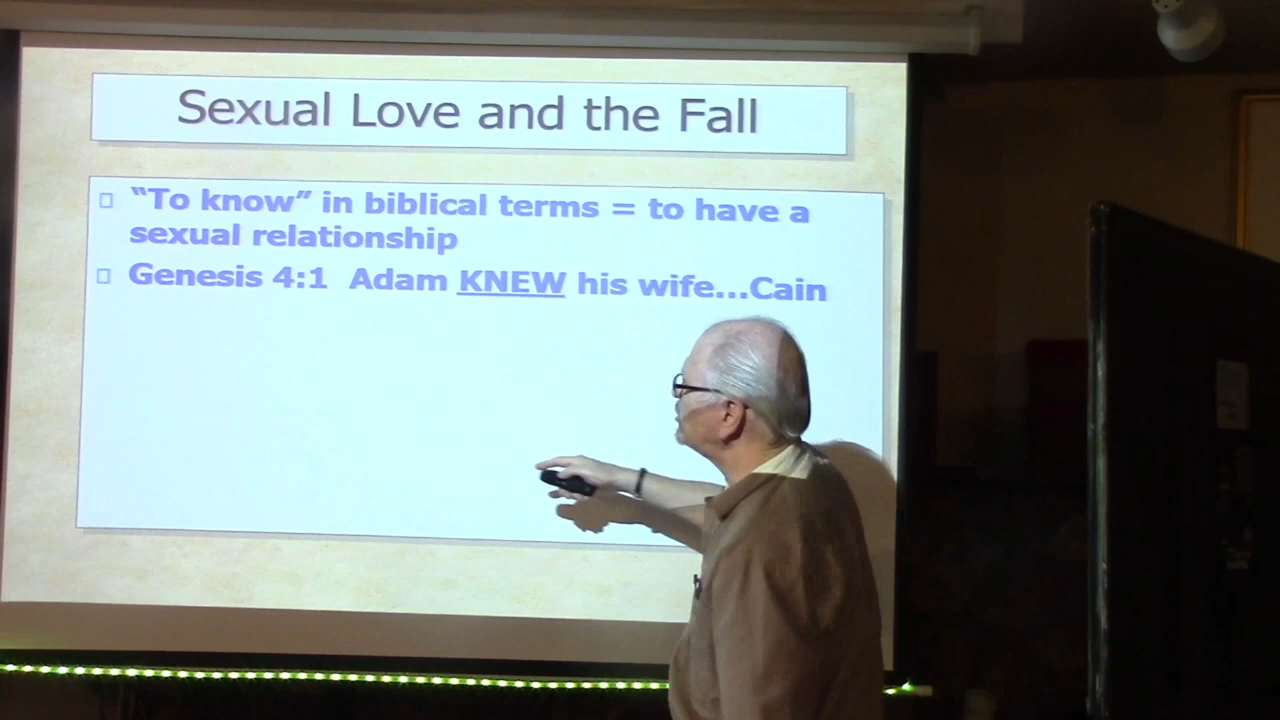 Sexual Love and the Fall
“To know” in biblical terms = to have a
sexual relationship
Genesis 4:1 Adam KNEW his wife...Cain